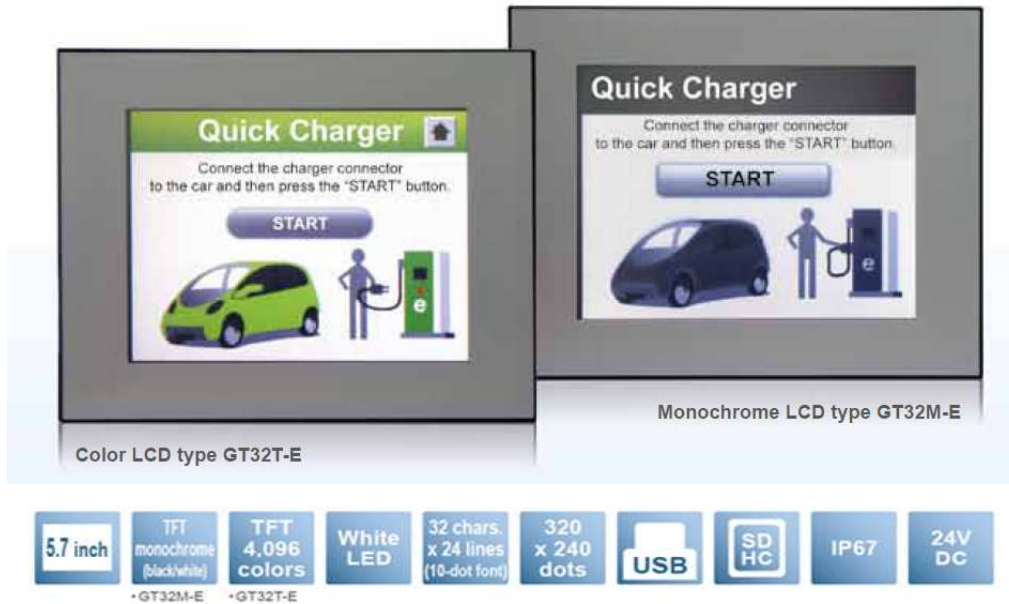 Quick Charger
Connect the charger connector
to the car and then press the "START" button.
START
e
Color LCD type GT32T-E
Quick Charger
Connect the charger connector
to the car and then press the "START" button.
START
e
Monochrome LCD type GT32M-E
5.7 inch
TFT
monochrome
(black/white)
・GT32M-E
TFT
4,096
colors
・GT32T-E
White
LED
32 chars.
x 24 lines
(10-dot font)
320
x 240
dots
USB
SD
HC
IP67
24V
DC